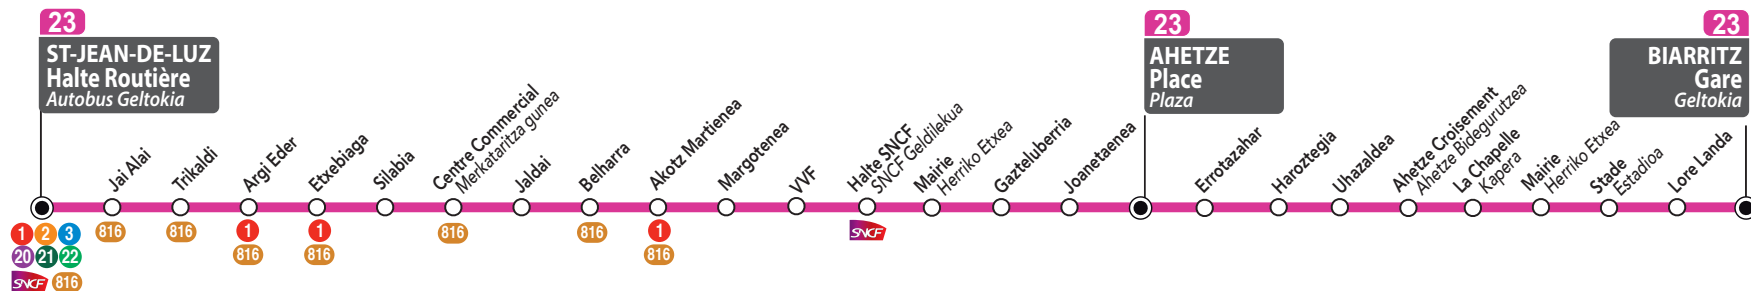 23
ST-JEAN-DE-LUZ
Halte Routière
Autobus Geltokia
23
AHETZE
Place
Plaza
23
BIARRITZ
Gare
Geltokia
Jai Alai
Trikaldi
Argi Eder
Etxebiaga
Silabia
Centre Commercial
Merkataritza gunea
Jaldai
Belharra
Akotz Martienea
Margotenea
VVF
Halte SNCF
SNCF Geldilekua
Mairie
Herriko Etxea
Gazteluberria
Joanetaenea
Errotazahar
Haroztegia
Uhazaldea
Ahetze Croisement
Ahetze Bidegurutzea
La Chapelle
Kapera
Mairie
Herriko Etxea
Stade
Estadioa
Lore Landa
1 2 3
20 21 22
SNCF 816
816
816
1
816
1
816
816
816
1
816
SNCF